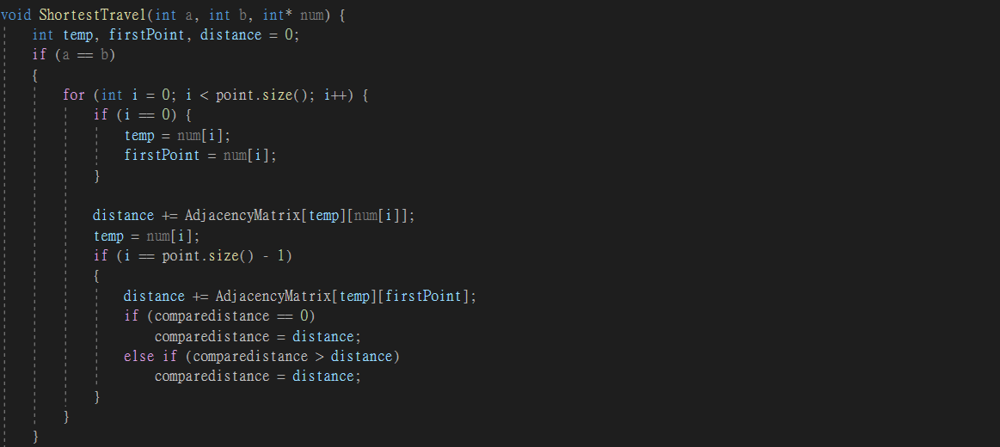 void ShortestTravel(int a, int b, int* num) {
int temp, firstPoint, distance = 0;
if (a == b)
{
for (int i = 0; i < point.size(); i++) {
if (i == 0) {
temp = num[i];
firstPoint = num[i];
}
distance += AdjacencyMatrix[temp][num[i]];
temp = num[i];
if (i == point.size() - 1)
{
distance += AdjacencyMatrix[temp][firstPoint];
if (comparedistance == 0)
comparedistance = distance;
else if (comparedistance > distance)
comparedistance = distance;
}
}
}